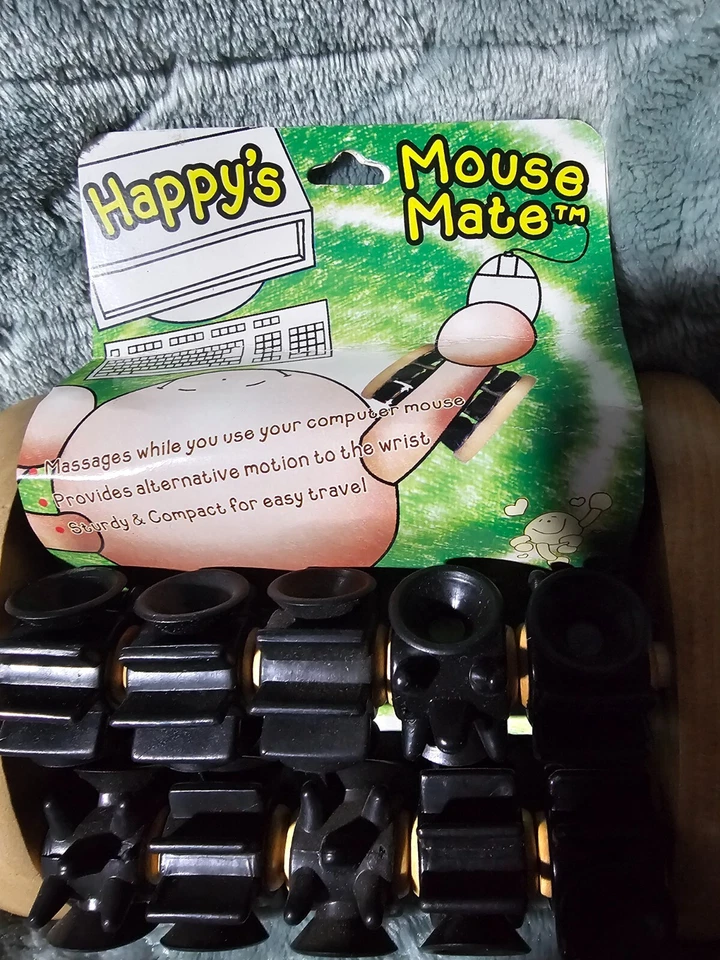 Happy's
Mouse
Mate™
Massages while you use your computer mouse
Provides alternative motion to the wrist
Sturdy & Compact for easy travel